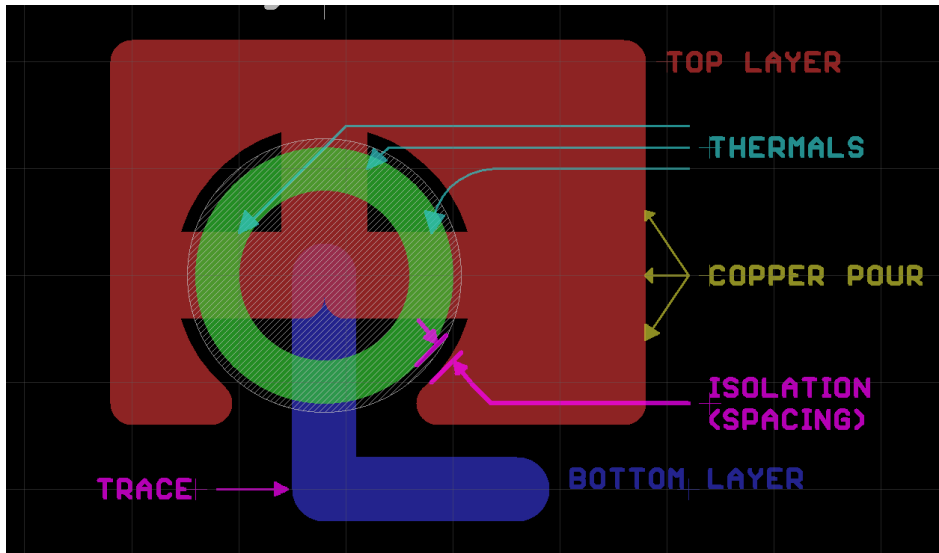 TOP LAYER
THERMALS
COPPER POUR
ISOLATION
(SPACING)
BOTTOM LAYER
TRACE